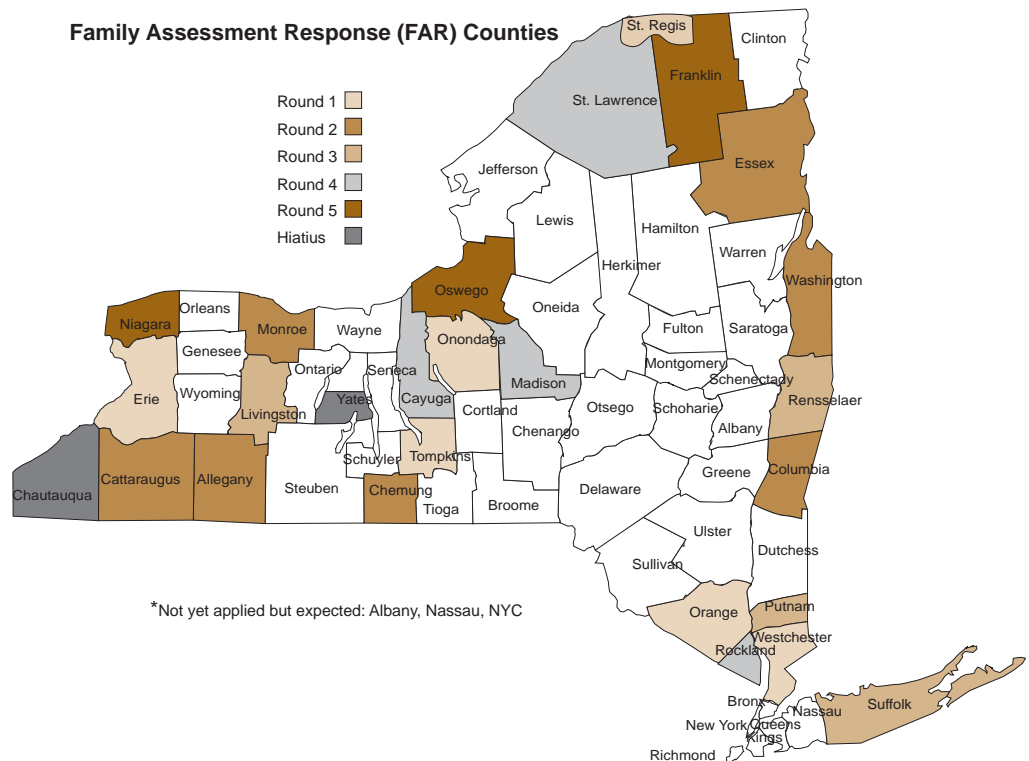 Family Assessment Response (FAR) Counties
St. Regis
Clinton
Franklin
St. Lawrence
Round 1
Round 2
Round 3
Round 4
Round 5
Hiatius
Essex
Jefferson
Lewis
Hamilton
Warren
Herkimer
Washington
Oswego
Oneida
Orleans
Niagara
Monroe
Wayne
Onondaga
Fulton
Saratoga
Genesee
Ontario
Seneca
Montgomery
Schenectady
Madison
Wyoming
Erie
Yates
Cayuga
Livingston
Cortland
Otsego
Schoharie
Rensselaer
Albany
Chenango
Tompkins
Schuyler
Greene
Columbia
Cattaraugus
Allegany
Chautauqua
Steuben
Chemung
Tioga
Broome
Delaware
Ulster
Dutchess
Sullivan
*Not yet applied but expected: Albany, Nassau, NYC
Orange
Putnam
Westchester
Rockland
Bronx
Suffolk
Nassau
New York
Queens
Kings
Richmond